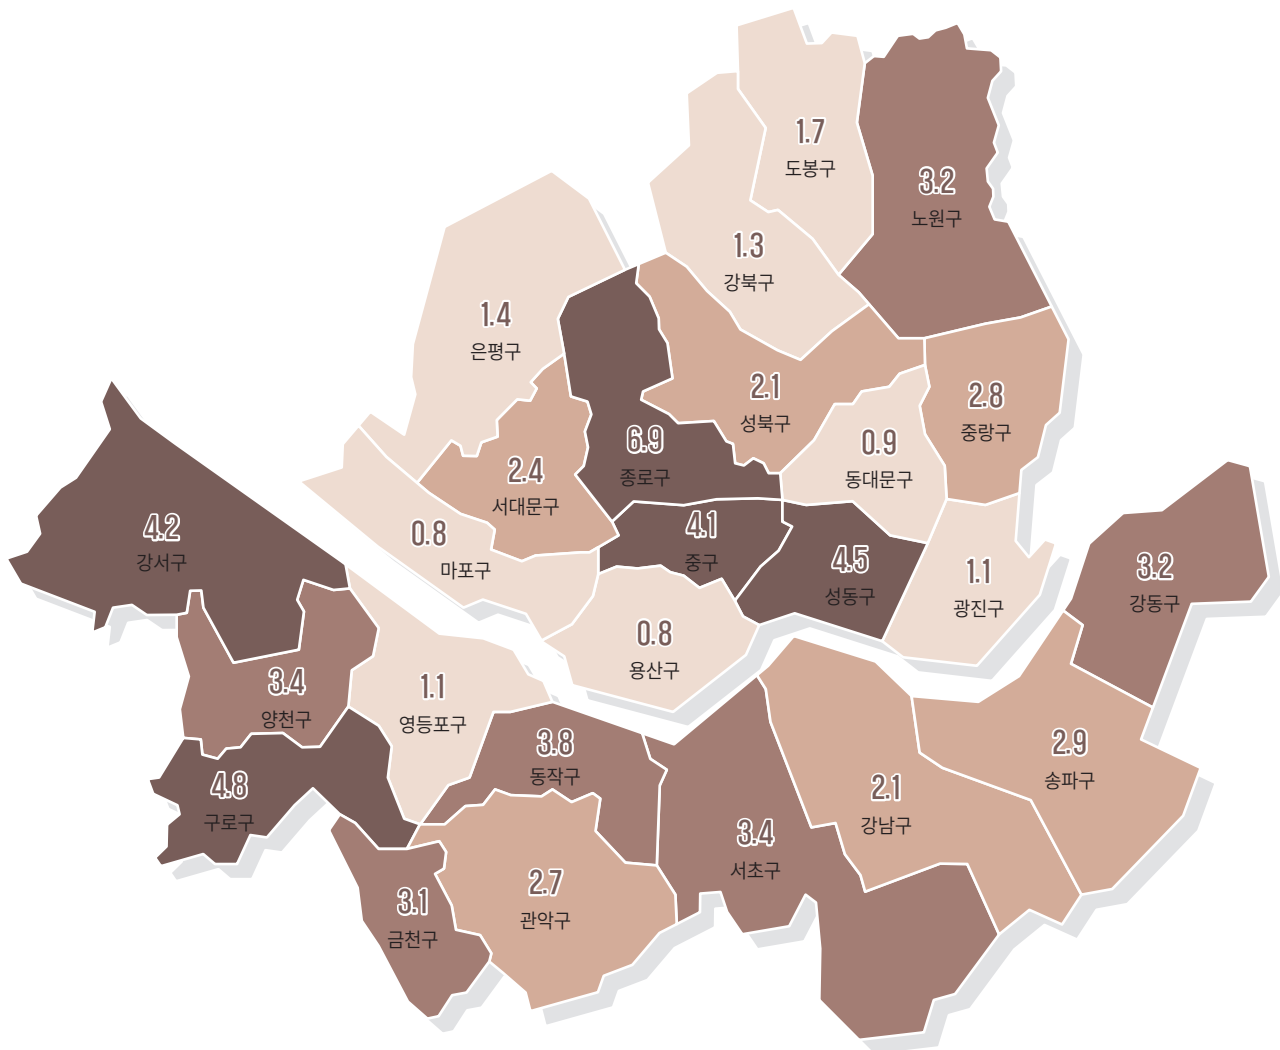 1.7
도봉구
3.2
노원구
1.3
강북구
1.4
은평구
2.1
성북구
2.8
중랑구
6.9
종로구
0.9
동대문구
2.4
서대문구
4.2
강서구
0.8
마포구
4.1
중구
4.5
성동구
1.1
광진구
3.2
강동구
0.8
용산구
3.4
양천구
1.1
영등포구
3.8
동작구
2.9
송파구
4.8
구로구
2.1
강남구
3.4
서초구
2.7
관악구
3.1
금천구